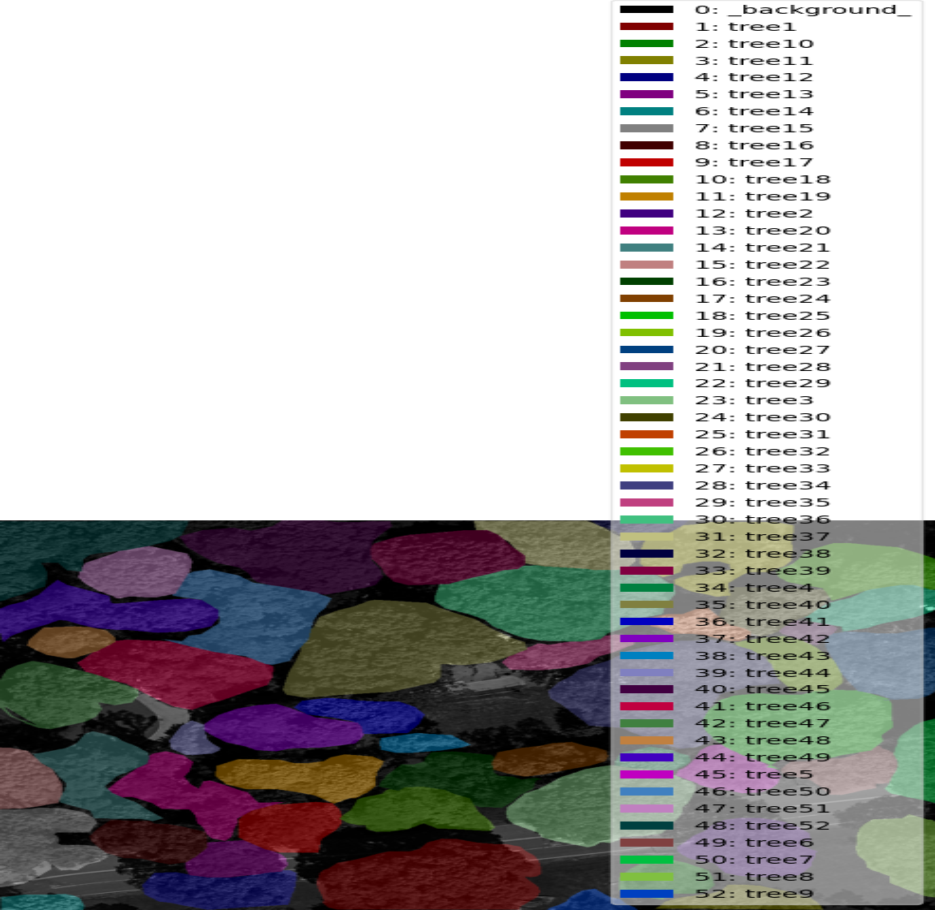 0: _background_
1: tree1
2: tree10
3: tree11
4: tree12
5: tree13
6: tree14
7: tree15
8: tree16
9: tree17
10: tree18
11: tree19
12: tree2
13: tree20
14: tree21
15: tree22
16: tree23
17: tree24
18: tree25
19: tree26
20: tree27
21: tree28
22: tree29
23: tree3
24: tree30
25: tree31
26: tree32
27: tree33
28: tree34
29: tree35
30: tree36
31: tree37
32: tree38
33: tree39
34: tree4
35: tree40
36: tree41
37: tree42
38: tree43
39: tree44
40: tree45
41: tree46
42: tree47
43: tree48
44: tree49
45: tree5
46: tree50
47: tree51
48: tree52
49: tree6
50: tree7
51: tree8
52: tree9